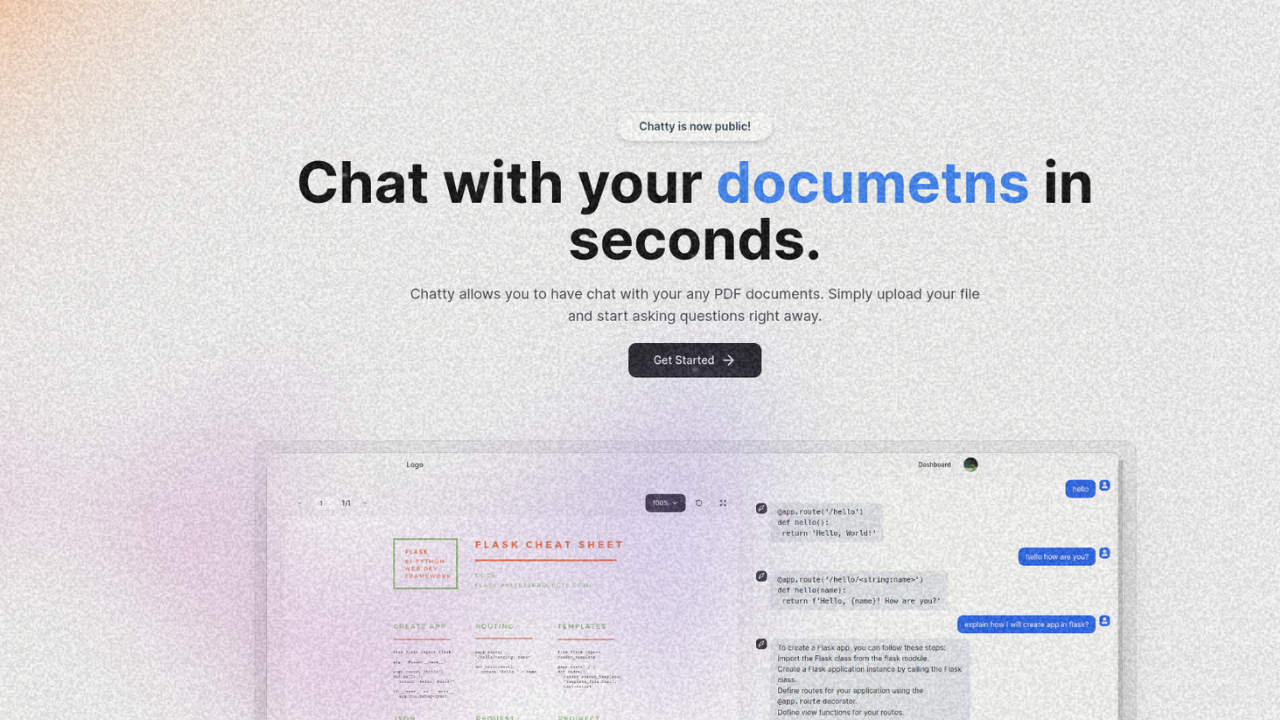 Chatty is now public!
Chat with your documetns in
seconds.
Chatty allows you to have chat with your any PDF documents. Simply upload your file
and start asking questions right away.
Get Started
Logo
Dashboard
1
1/1
100%
FLASK
FRAMEWORK
FLASK CHEAT SHEET
CREATE APP
ROUTING
TEMPLATES
JSON
REQUEST
REDIRECT
hello
@app.route('/hello')
def hello():
return 'Hello, World!'
hello how are you?
@app.route('/hello/<string:name>')
def hello(name):
return f'Hello, {name}! How are you?'
explain how i will create app in flask?
To create a Flask app, you can follow these steps:
Import the Flask class from the flask module.
Create a Flask application instance by calling the Flask
class.
Define routes for your application using the
@app.route decorator.
Define view functions for your routes.